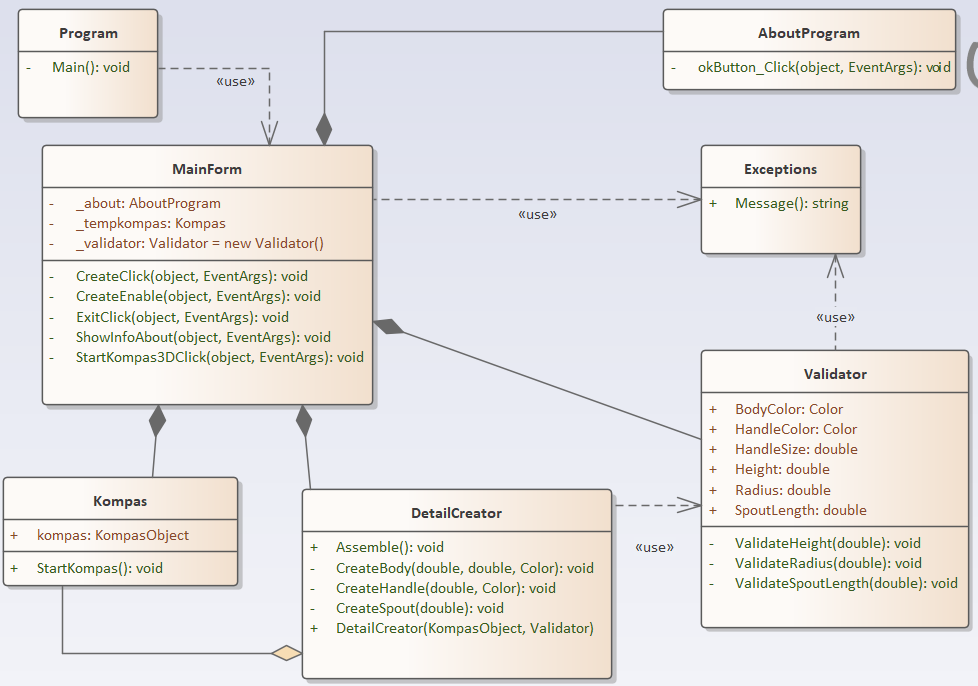 Program
- Main(): void
«use»
AboutProgram
- okButton_Click(object, EventArgs): void
MainForm
- _about: AboutProgram
- _tempkompas: Kompas
- _validator: Validator = new Validator()
- CreateClick(object, EventArgs): void
- CreateEnable(object, EventArgs): void
- ExitClick(object, EventArgs): void
- ShowInfoAbout(object, EventArgs): void
- StartKompas3DClick(object, EventArgs): void
«use»
Exceptions
+ Message(): string
«use»
Validator
+ BodyColor: Color
+ HandleColor: Color
+ HandleSize: double
+ Height: double
+ Radius: double
+ SpoutLength: double
- ValidateHeight(double): void
- ValidateRadius(double): void
- ValidateSpoutLength(double): void
Kompas
+ kompas: KompasObject
+ StartKompas(): void
DetailCreator
+ Assemble(): void
- CreateBody(double, double, Color): void
- CreateHandle(double, Color): void
- CreateSpout(double): void
+ DetailCreator(KompasObject, Validator)
«use»